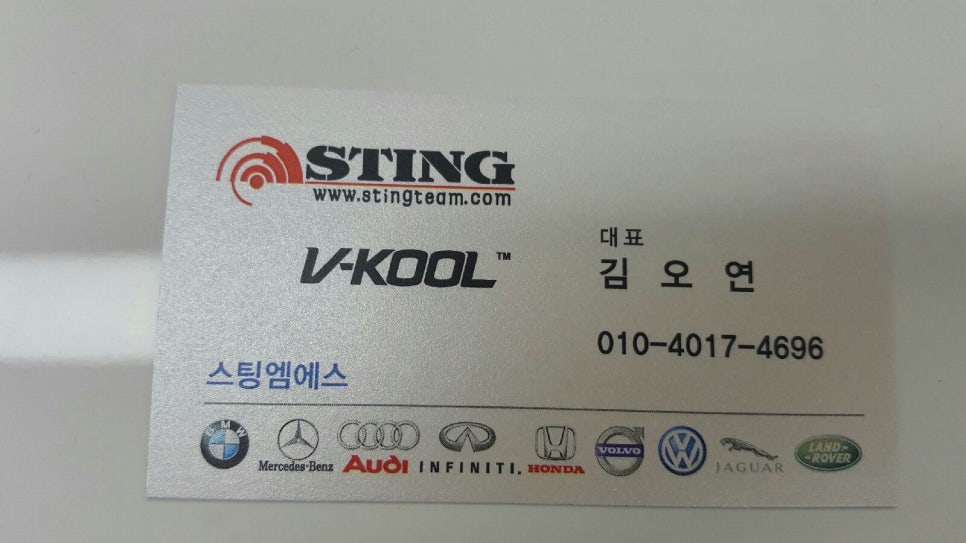 STING
www.stingteam.com
V-KOOL™
대표
김 오 연
010-4017-4696
스팅엠에스
BMW
Mercedes-Benz
Audi
INFINITI.
HONDA
VOLVO
JAGUAR
LAND-ROVER